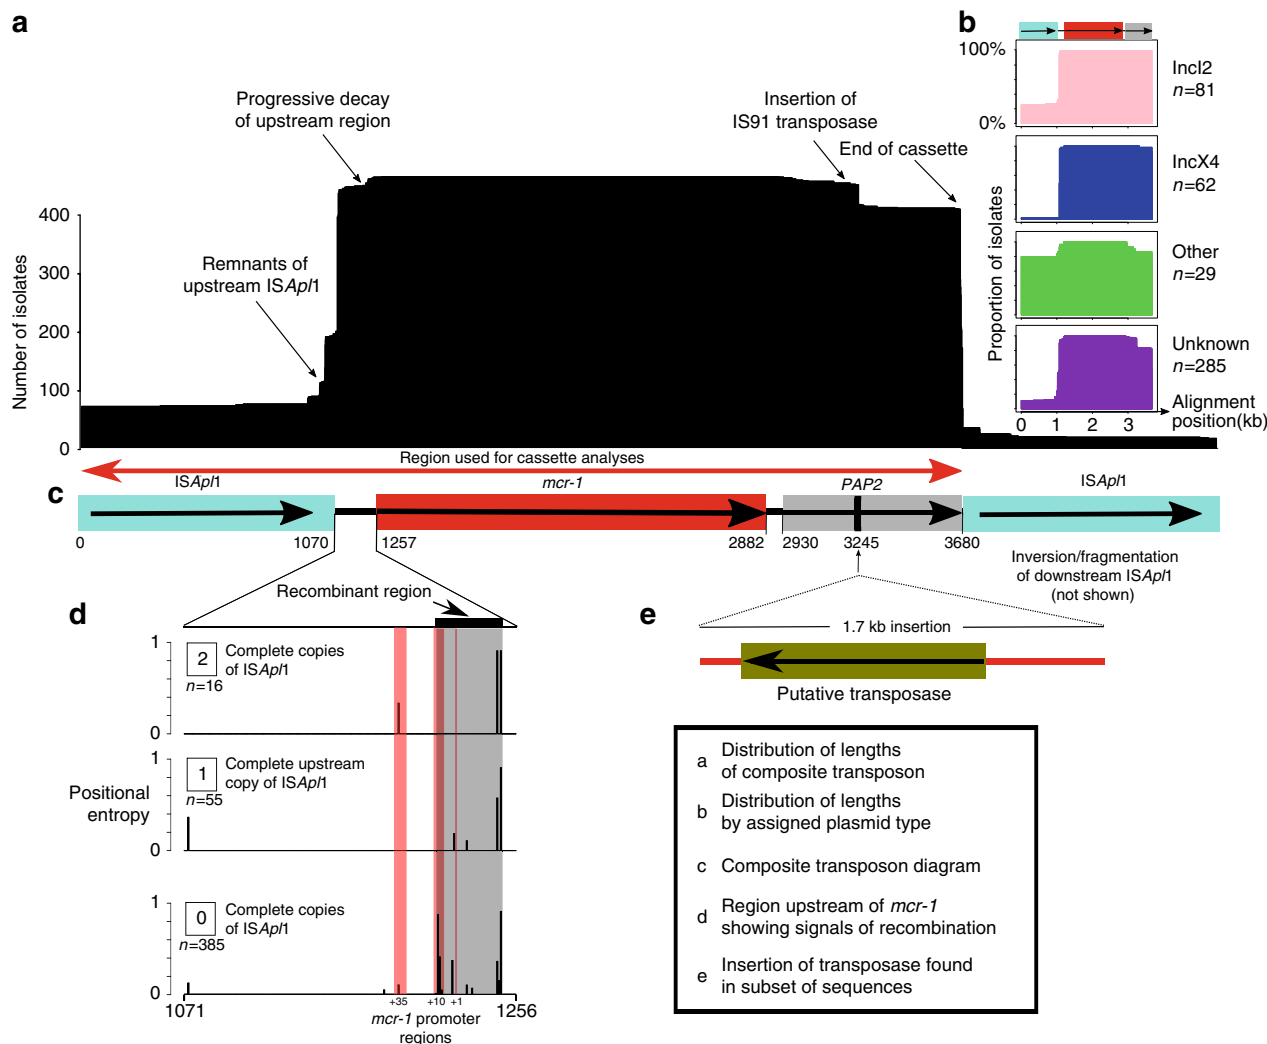 a
Progressive decay
of upstream region
Insertion of
IS91 transposase
End of cassette
Remnants of
upstream ISApl1
Number of isolates
400
300
200
100
0
b
100%
0%
IncI2
n=81
IncX4
n=62
Other
n=29
Unknown
n=285
Proportion of isolates
0 1 2 3
Alignment
position(kb)
Region used for cassette analyses
c
ISApl1
mcr-1
PAP2
ISApl1
0 1070 1257 2882 2930 3245 3680
Inversion/fragmentation
of downstream ISApl1
(not shown)
d
Recombinant region
1
2 Complete copies
of ISApl1
n=16
0
1
1 Complete upstream
copy of ISApl1
n=55
0
Positional
entropy
1
0 Complete copies
of ISApl1
n=385
0
1071 +35 +10 +1 1256
mcr-1 promoter
regions
e
1.7 kb insertion
Putative transposase
a Distribution of lengths
of composite transposon
b Distribution of lengths
by assigned plasmid type
c Composite transposon diagram
d Region upstream of mcr-1
showing signals of recombination
e Insertion of transposase found
in subset of sequences